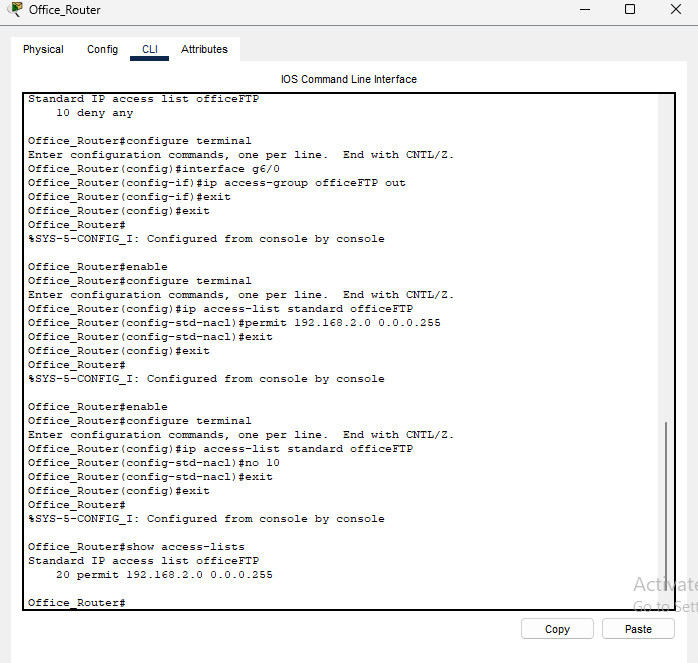 Office_Router
Physical Config CLI Attributes
IOS Command Line Interface
Standard IP access list officeFTP
    10 deny any

Office_Router#configure terminal
Enter configuration commands, one per line.  End with CNTL/Z.
Office_Router(config)#interface g6/0
Office_Router(config-if)#ip access-group officeFTP out
Office_Router(config-if)#exit
Office_Router(config)#exit
Office_Router#
%SYS-5-CONFIG_I: Configured from console by console

Office_Router#enable
Office_Router#configure terminal
Enter configuration commands, one per line.  End with CNTL/Z.
Office_Router(config)#ip access-list standard officeFTP
Office_Router(config-std-nacl)#permit 192.168.2.0 0.0.0.255
Office_Router(config-std-nacl)#exit
Office_Router(config)#exit
Office_Router#
%SYS-5-CONFIG_I: Configured from console by console

Office_Router#enable
Office_Router#configure terminal
Enter configuration commands, one per line.  End with CNTL/Z.
Office_Router(config)#ip access-list standard officeFTP
Office_Router(config-std-nacl)#no 10
Office_Router(config-std-nacl)#exit
Office_Router(config)#exit
Office_Router#
%SYS-5-CONFIG_I: Configured from console by console

Office_Router#show access-lists
Standard IP access list officeFTP
    20 permit 192.168.2.0 0.0.0.255

Office_Router#
Activate
Go to Sett
Copy Paste